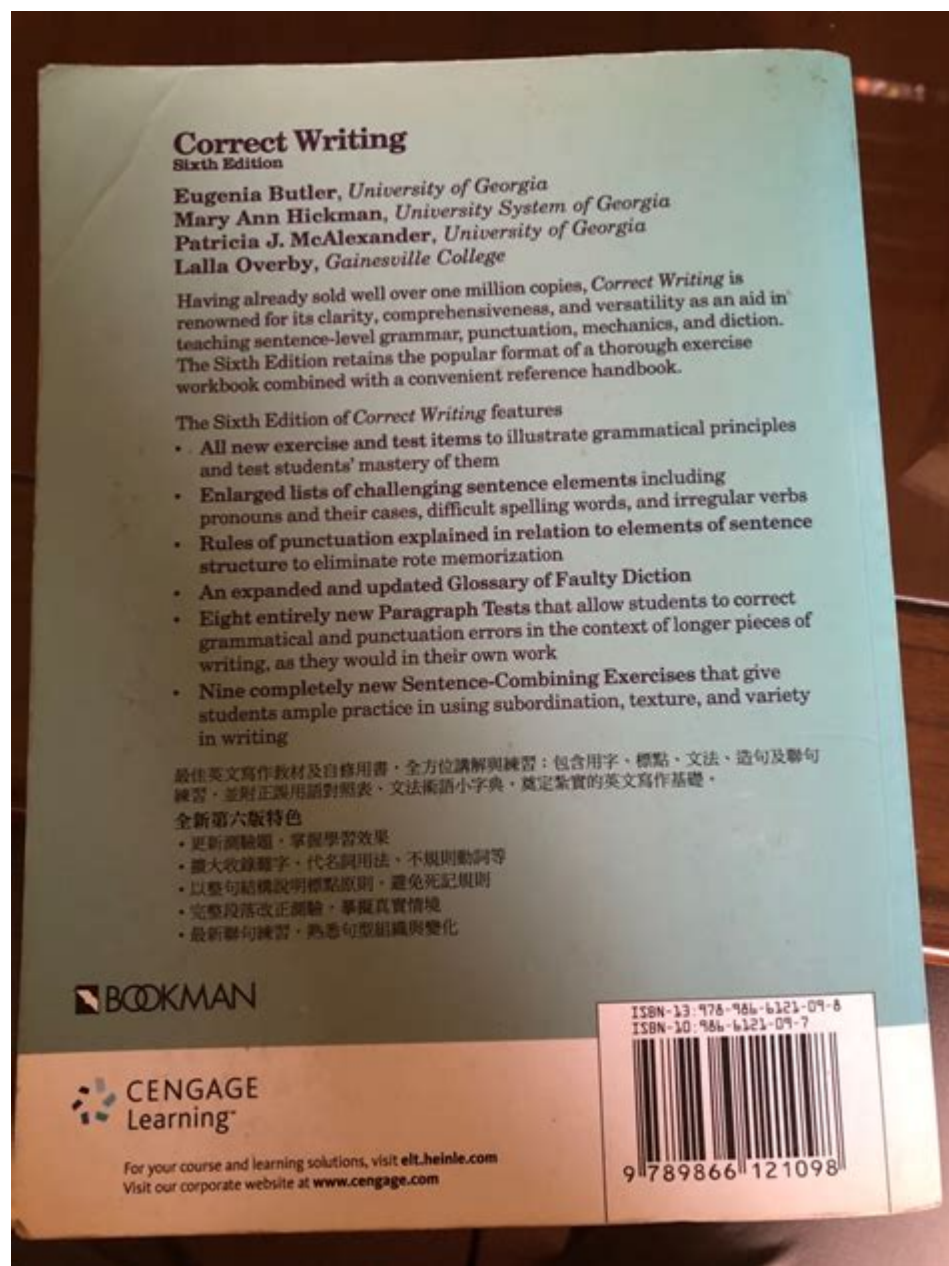 Correct Writing
Sixth Edition
Eugenia Butler, University of Georgia
Mary Ann Hickman, University System of Georgia
Patricia J. McAlexander, University of Georgia
Lalla Overby, Gainesville College
Having already sold well over one million copies, Correct Writing is
renowned for its clarity, comprehensiveness, and versatility as an aid in
teaching sentence-level grammar, punctuation, mechanics, and diction.
The Sixth Edition retains the popular format of a thorough exercise
workbook combined with a convenient reference handbook.
The Sixth Edition of Correct Writing features
• All new exercise and test items to illustrate grammatical principles
and test students' mastery of them
• Enlarged lists of challenging sentence elements including
pronouns and their cases, difficult spelling words, and irregular verbs
• Rules of punctuation explained in relation to elements of sentence
structure to eliminate rote memorization
• An expanded and updated Glossary of Faulty Diction
• Eight entirely new Paragraph Tests that allow students to correct
grammatical and punctuation errors in the context of longer pieces of
writing, as they would in their own work
• Nine completely new Sentence-Combining Exercises that give
students ample practice in using subordination, texture, and variety
in writing
最佳英文寫作教材及自修用書，全方位講解與練習：包含用字、標點、文法、造句及聯句
練習，並附正誤用語對照表、文法術語小字典，奠定紮實的英文寫作基礎。
全新第六版特色
•更新測驗題，掌握學習效果
•擴大收錄難字、代名詞用法、不規則動詞等
•以整句結構說明標點原則，避免死記規則
•完整段落改正測驗，摹擬真實情境
•最新聯句練習，熟悉句型組織與變化
BOOKMAN
ISBN-13:978-986-6121-09-8
ISBN-10:986-6121-09-7
CENGAGE
Learning™
For your course and learning solutions, visit elt.heinle.com
Visit our corporate website at www.cengage.com
9 789866 121098